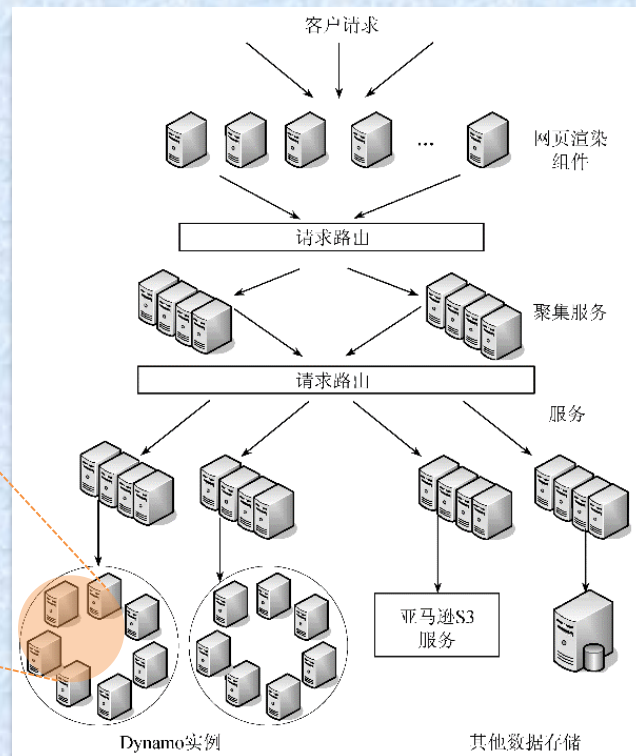 客户请求
...
网页渲染
组件
请求路山
聚集服务
请求路山
服务
亚马逊S3
服务
Dynamo实例
其他数据存储